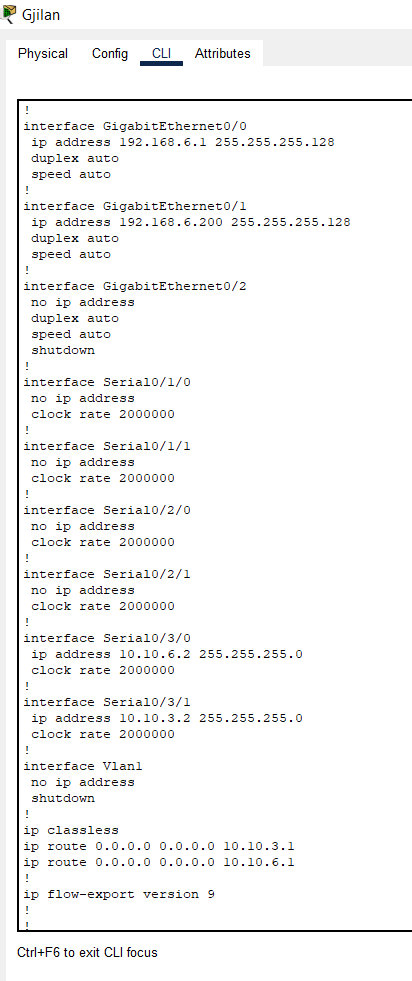 Gjilan
Physical Config CLI Attributes
!
interface GigabitEthernet0/0
 ip address 192.168.6.1 255.255.255.128
 duplex auto
 speed auto
!
interface GigabitEthernet0/1
 ip address 192.168.6.200 255.255.255.128
 duplex auto
 speed auto
!
interface GigabitEthernet0/2
 no ip address
 duplex auto
 speed auto
 shutdown
!
interface Serial0/1/0
 no ip address
 clock rate 2000000
!
interface Serial0/1/1
 no ip address
 clock rate 2000000
!
interface Serial0/2/0
 no ip address
 clock rate 2000000
!
interface Serial0/2/1
 no ip address
 clock rate 2000000
!
interface Serial0/3/0
 ip address 10.10.6.2 255.255.255.0
 clock rate 2000000
!
interface Serial0/3/1
 ip address 10.10.3.2 255.255.255.0
 clock rate 2000000
!
interface Vlan1
 no ip address
 shutdown
!
ip classless
ip route 0.0.0.0 0.0.0.0 10.10.3.1
ip route 0.0.0.0 0.0.0.0 10.10.6.1
!
ip flow-export version 9
!
!
Ctrl+F6 to exit CLI focus